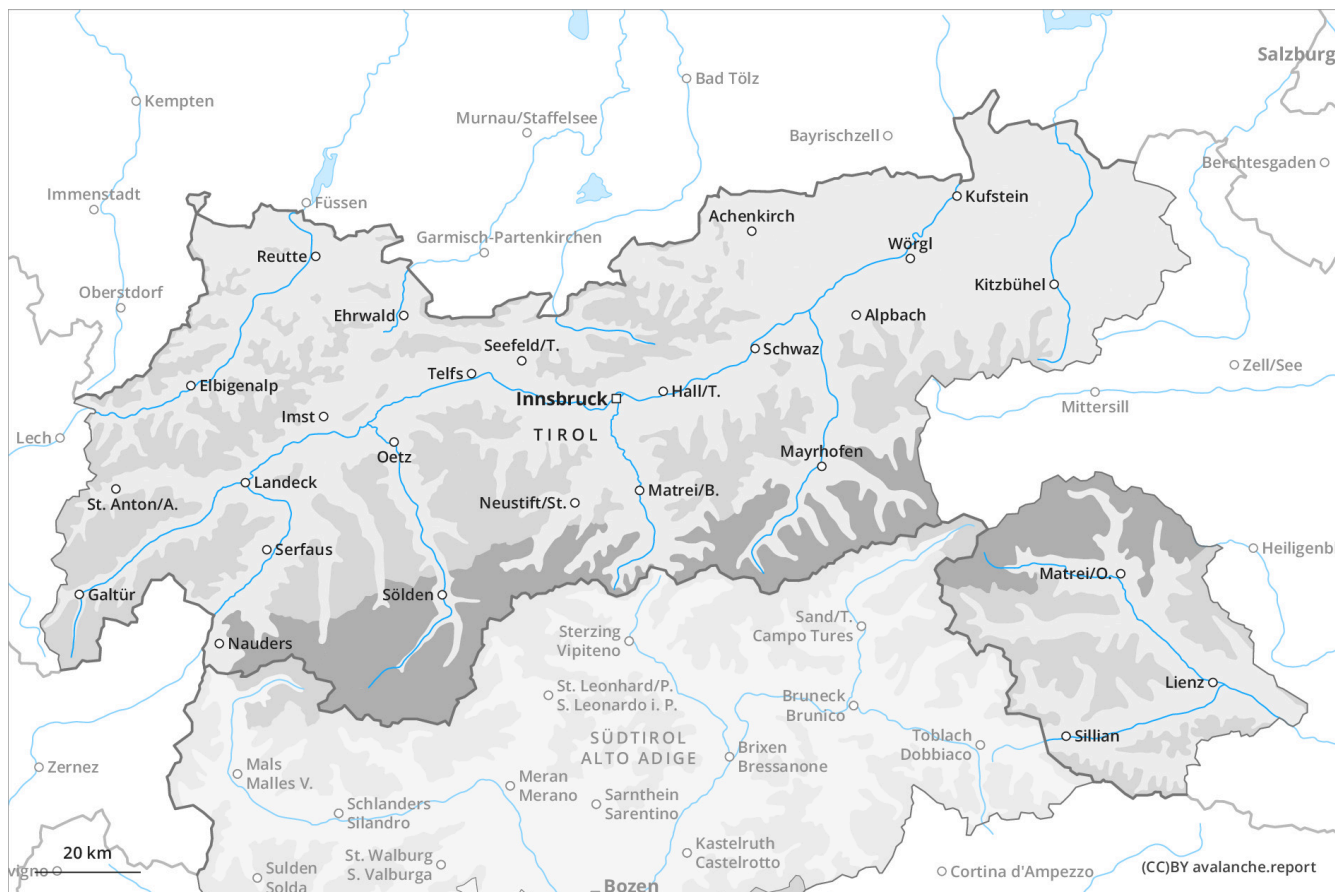 Salzburg
Bad Tölz
Kempten
Murnau/Staffelsee
Bayrischzell
Berchtesgaden
Immenstadt
Füssen
Kufstein
Achenkirch
Garmisch-Partenkirchen
Wörgl
Reutte
Kitzbühel
Oberstdorf
Ehrwald
Alpbach
Seefeld/T.
Schwaz
Zell/See
Telfs
Elbigenalp
Hall/T.
Innsbruck
Mittersill
Imst
Lech
TIROL
Oetz
Mayrhofen
Landeck
Matrei/B.
St. Anton/A.
Neustift/St.
Serfaus
Heiligenb
Matrei/O.
Galtür
Sölden
Sand/T.
Campo Tures
Nauders
Sterzing
Vipiteno
Lienz
St. Leonhard/P.
S. Leonardo i. P.
Bruneck
Brunico
SÜDTIROL
ALTO ADIGE
Toblach
Dobbiaco
Sillian
Brixen
Bressanone
Zernez
Mals
Malles V.
Meran
Merano
Schlanders
Silandro
Sarnthein
Sarentino
20 km
Kastelruth
Castelrotto
St. Walburg
S. Valburga
vigno
Sulden
Solda
Cortina d'Ampezzo
(CC)BY avalanche.report
Bozen